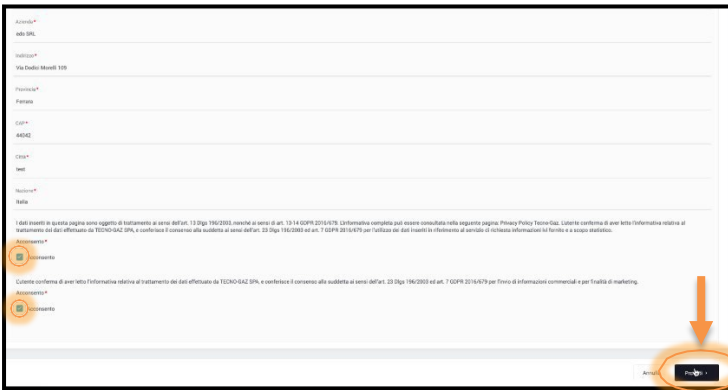 Azienda*
edo SRL
Indirizzo*
Via Dodici Morelli 105
Provincia*
Ferrara
CAP*
44042
Città*
test
Nazione*
Italia
I dati inseriti in questa pagina sono oggetto di trattamento ai sensi dell'art. 13 Dlgs 196/2003, nonché ai sensi di art. 13-14 GDPR 2016/679. L'informativa completa può essere consultata nella seguente pagina: Privacy Policy Tecno-Gaz. L'utente conferma di aver letto l'informativa relativa al
trattamento dei dati effettuato da TECNO-GAZ SPA, e conferisce il consenso alla suddetta ai sensi dell'art. 23 Dlgs 196/2003 ed art. 7 GDPR 2016/679 per l'utilizzo dei dati inseriti in riferimento al servizio di richiesta informazioni ivi fornito e a scopo statistico.
Acconsento*
Acconsento
L'utente conferma di aver letto l'informativa relativa al trattamento dei dati effettuato da TECNO-GAZ SPA, e conferisce il consenso alla suddetta ai sensi dell'art. 23 Dlgs 196/2003 ed art. 7 GDPR 2016/679 per l'invio di informazioni commerciali e per finalità di marketing.
Acconsento*
Acconsento